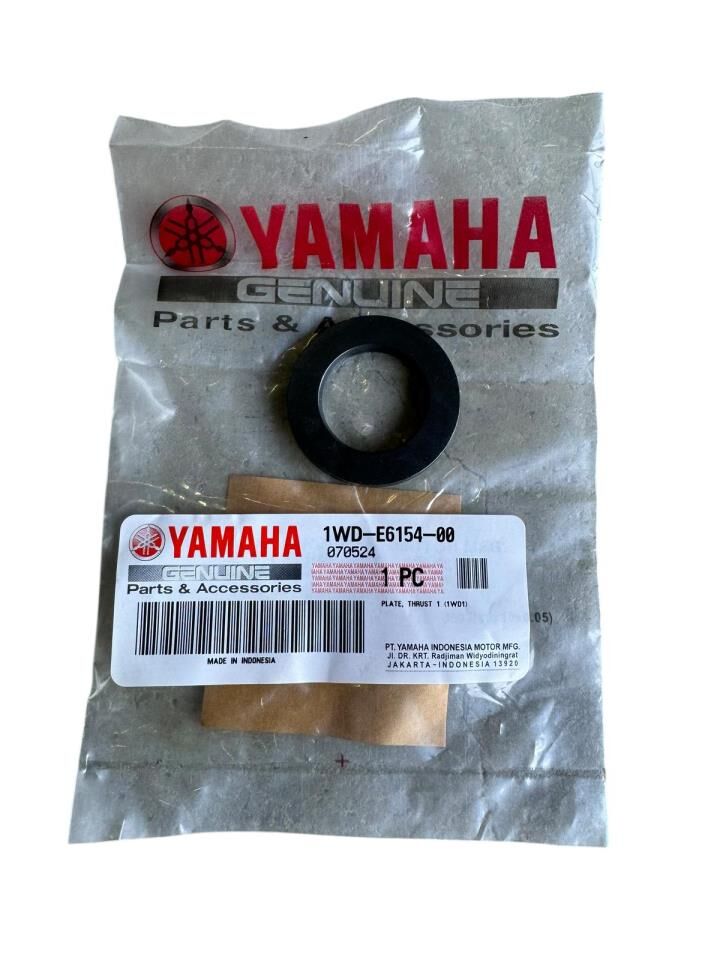 YAMAHA
GENUINE
Parts & Accessories
YAMAHA
GENUINE
Parts & Accessories
1WD-E6154-00
070524
1 PC
PLATE, THRUST 1 (1WD1)
MADE IN INDONESIA
PT. YAMAHA INDONESIA MOTOR MFG.
JL. DR. KRT. Radjiman Widyodiningrat
JAKARTA-INDONESIA 13920